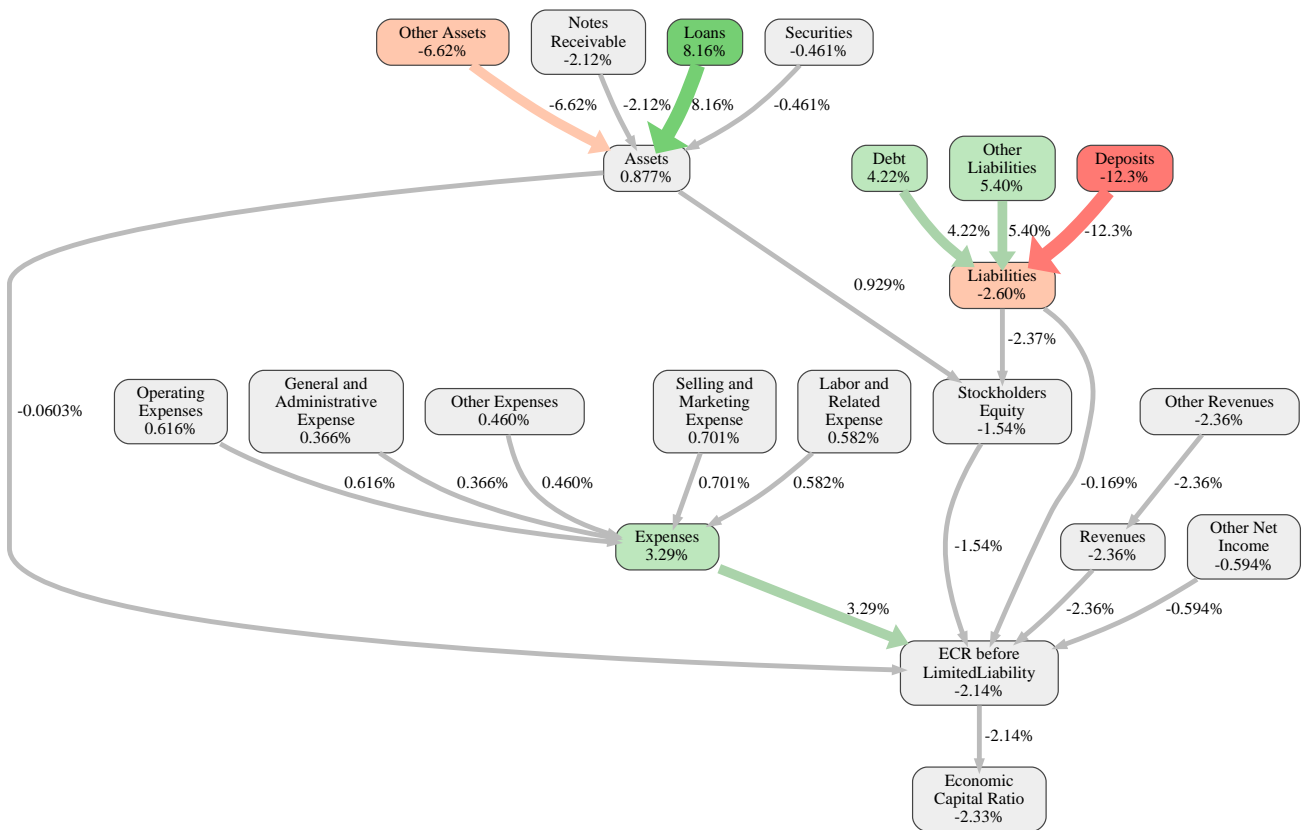 Other Assets
-6.62%
Notes
Receivable
-2.12%
Loans
8.16%
Securities
-0.461%
-6.62%
-2.12%
8.16%
-0.461%
Assets
0.877%
Debt
4.22%
Other
Liabilities
5.40%
Deposits
-12.3%
4.22%
5.40%
-12.3%
Liabilities
-2.60%
0.929%
-2.37%
-0.0603%
Operating
Expenses
0.616%
General and
Administrative
Expense
0.366%
Other Expenses
0.460%
Selling and
Marketing
Expense
0.701%
Labor and
Related
Expense
0.582%
Stockholders
Equity
-1.54%
Other Revenues
-2.36%
0.616%
0.366%
0.460%
0.701%
0.582%
-0.169%
-2.36%
Expenses
3.29%
-1.54%
Revenues
-2.36%
Other Net
Income
-0.594%
3.29%
-2.36%
-0.594%
ECR before
LimitedLiability
-2.14%
-2.14%
Economic
Capital Ratio
-2.33%